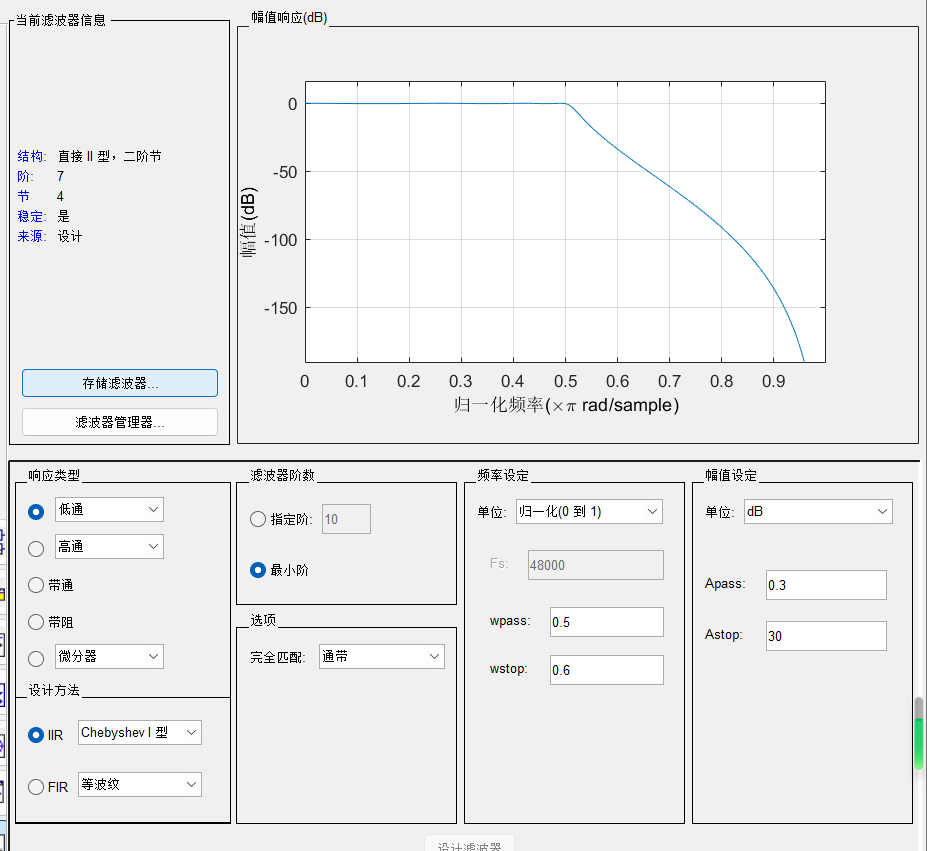 当前滤波器信息
结构: 直接 II 型，二阶节
阶: 7
节 4
稳定: 是
来源: 设计
存储滤波器...
滤波器管理器...
幅值响应(dB)
0
-50
-100
-150
幅值(dB)
0 0.1 0.2 0.3 0.4 0.5 0.6 0.7 0.8 0.9
归一化频率(×π rad/sample)
响应类型
低通
高通
带通
带阻
微分器
设计方法
IIR Chebyshev I 型
FIR 等波纹
滤波器阶数
指定阶: 10
最小阶
选项
完全匹配: 通带
频率设定
单位: 归一化(0 到 1)
Fs: 48000
wpass: 0.5
wstop: 0.6
幅值设定
单位: dB
Apass: 0.3
Astop: 30
设计滤波器